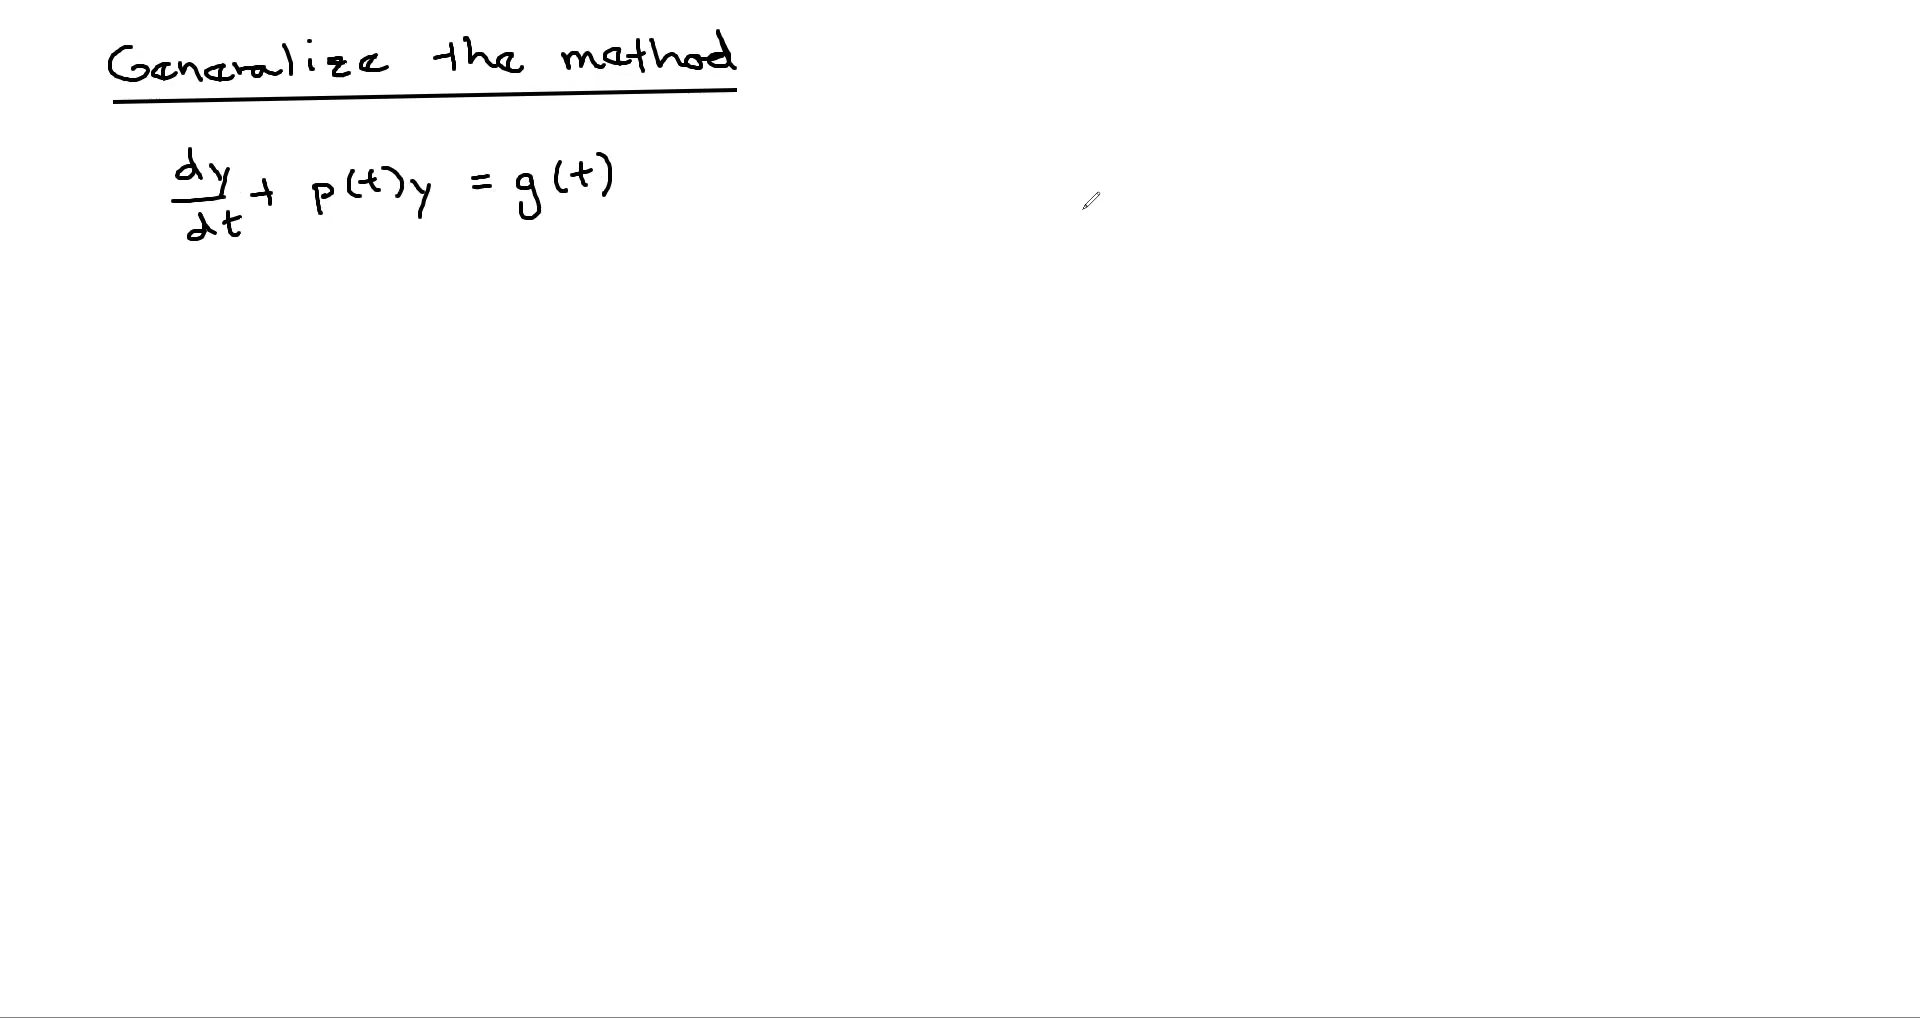 Generalize the method
dy/dt + p(t)y = g(t)